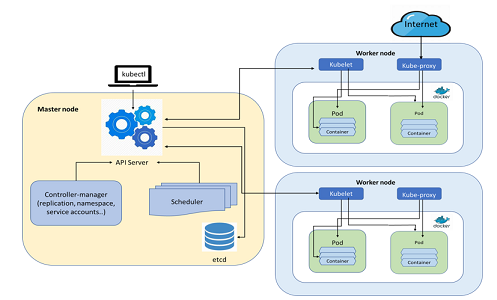 Internet
kubectl
Master node
API Server
Controller-manager
(replication, namespace,
service accounts..)
Scheduler
etcd
Worker node
Kubelet
Kube-proxy
docker
Pod
Container
Pod
Container
Worker node
Kubelet
Kube-proxy
docker
Pod
Container
Pod
Container